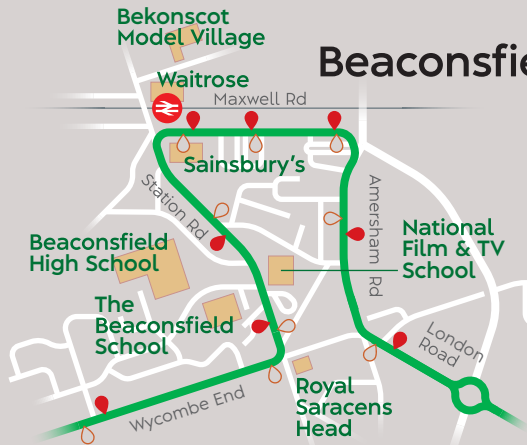 Bekonscot
Model Village
Beaconsfie
Waitrose
Maxwell Rd
Sainsbury's
Station Rd
Amersham Rd
National
Film & TV
School
Beaconsfield
High School
The
Beaconsfield
School
London
Road
Royal
Saracens
Head
Wycombe End